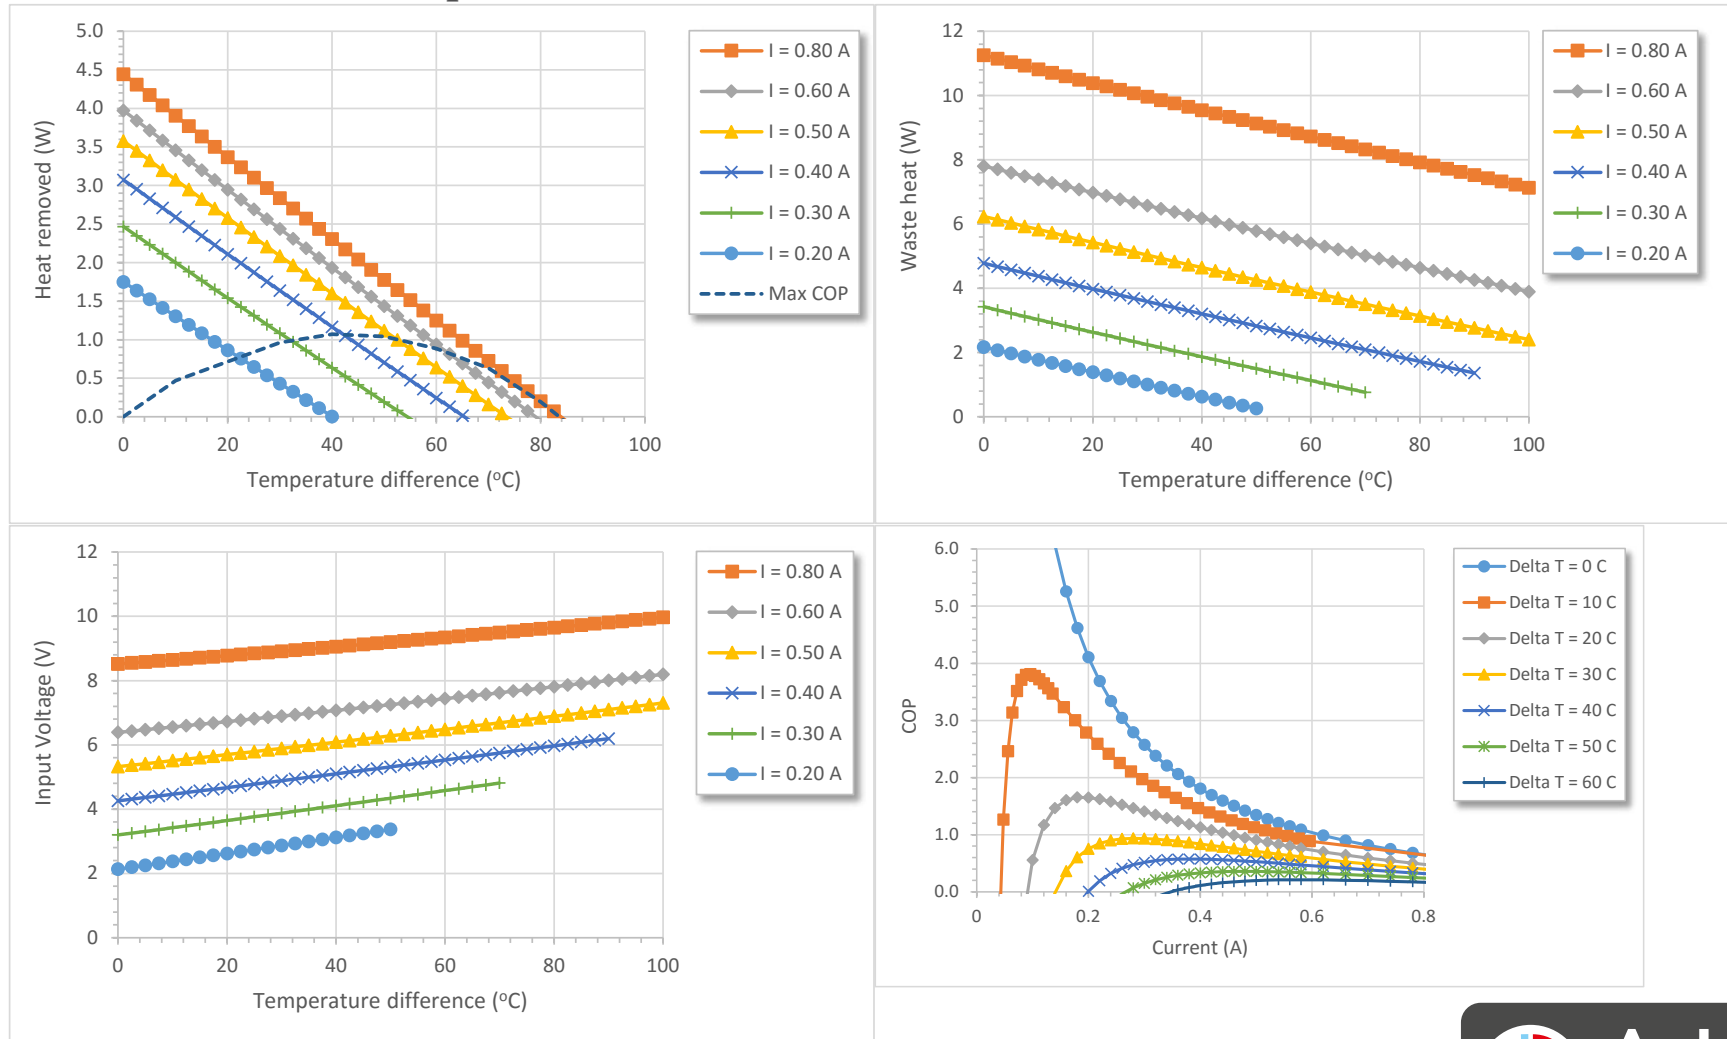 5.0
4.5
4.0
3.5
3.0
2.5
2.0
1.5
1.0
0.5
0.0
0 20 40 60 80 100
Heat removed (W)
Temperature difference (°C)
I = 0.80 A
I = 0.60 A
I = 0.50 A
I = 0.40 A
I = 0.30 A
I = 0.20 A
Max COP
12
10
8
6
4
2
0
0 20 40 60 80 100
Waste heat (W)
Temperature difference (°C)
I = 0.80 A
I = 0.60 A
I = 0.50 A
I = 0.40 A
I = 0.30 A
I = 0.20 A
12
10
8
6
4
2
0
0 20 40 60 80 100
Input Voltage (V)
Temperature difference (°C)
I = 0.80 A
I = 0.60 A
I = 0.50 A
I = 0.40 A
I = 0.30 A
I = 0.20 A
6.0
5.0
4.0
3.0
2.0
1.0
0.0
0 0.2 0.4 0.6 0.8
COP
Current (A)
Delta T = 0 C
Delta T = 10 C
Delta T = 20 C
Delta T = 30 C
Delta T = 40 C
Delta T = 50 C
Delta T = 60 C